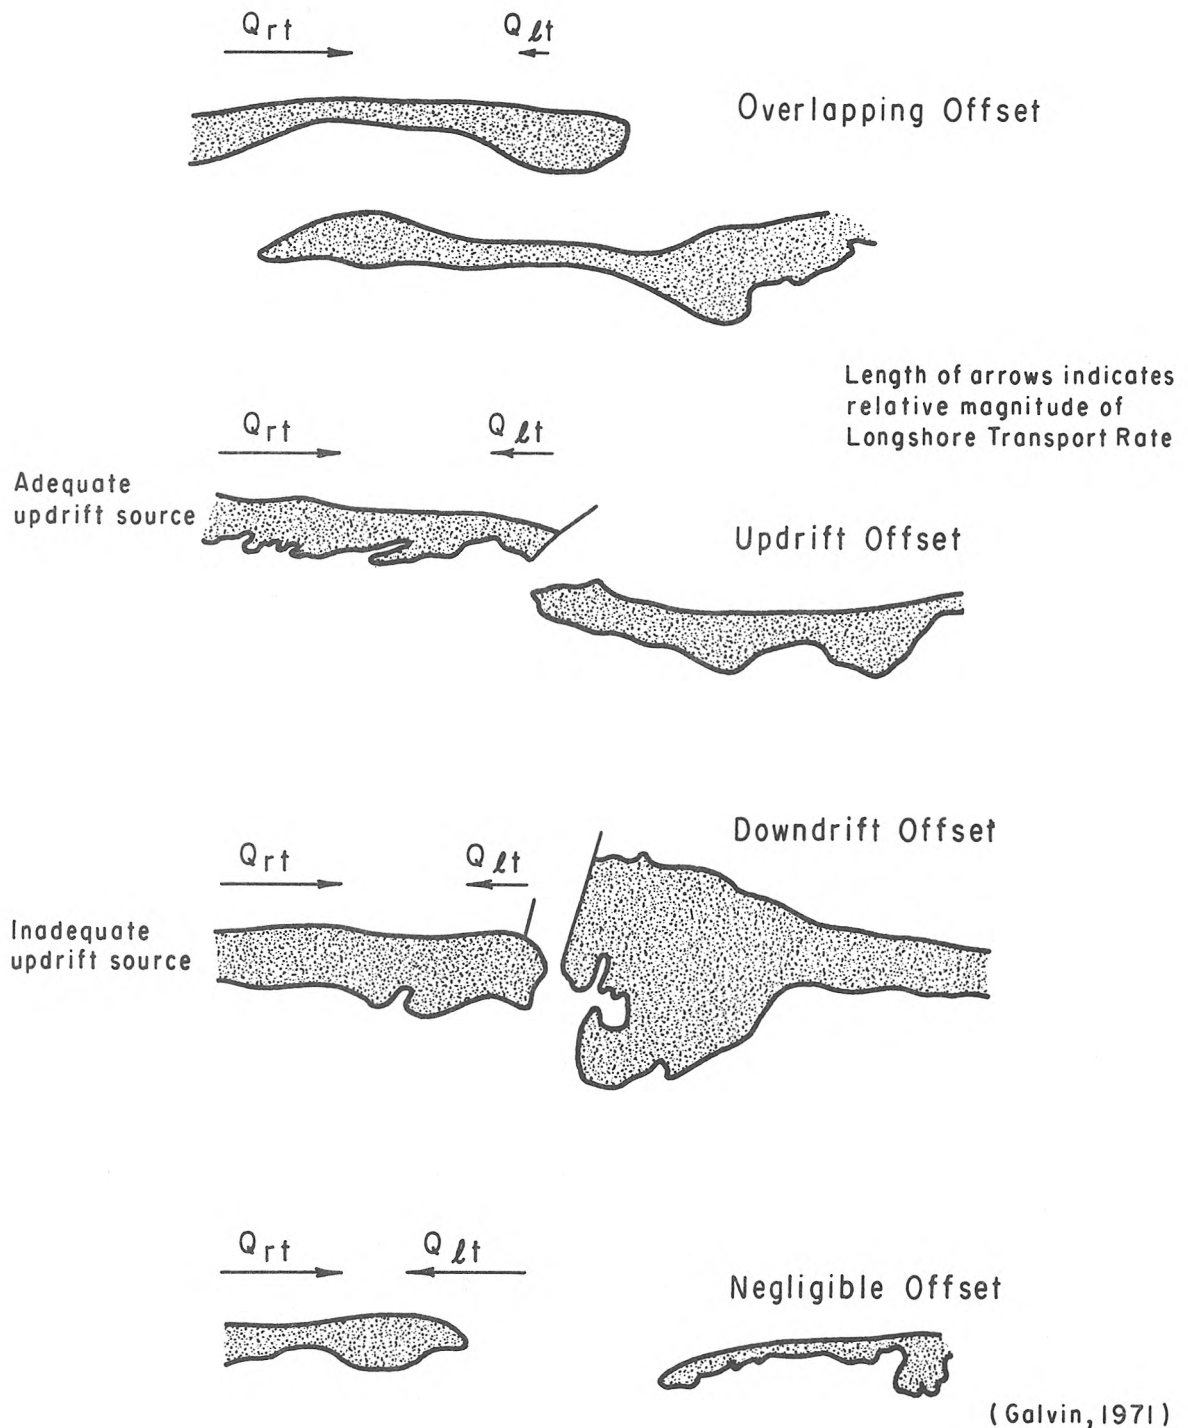 Qrt Qℓt
Overlapping Offset
Length of arrows indicates
relative magnitude of
Longshore Transport Rate
Qrt Qℓt
Adequate
updrift source
Updrift Offset
Downdrift Offset
Qrt Qℓt
Inadequate
updrift source
Qrt Qℓt
Negligible Offset
(Galvin, 1971)